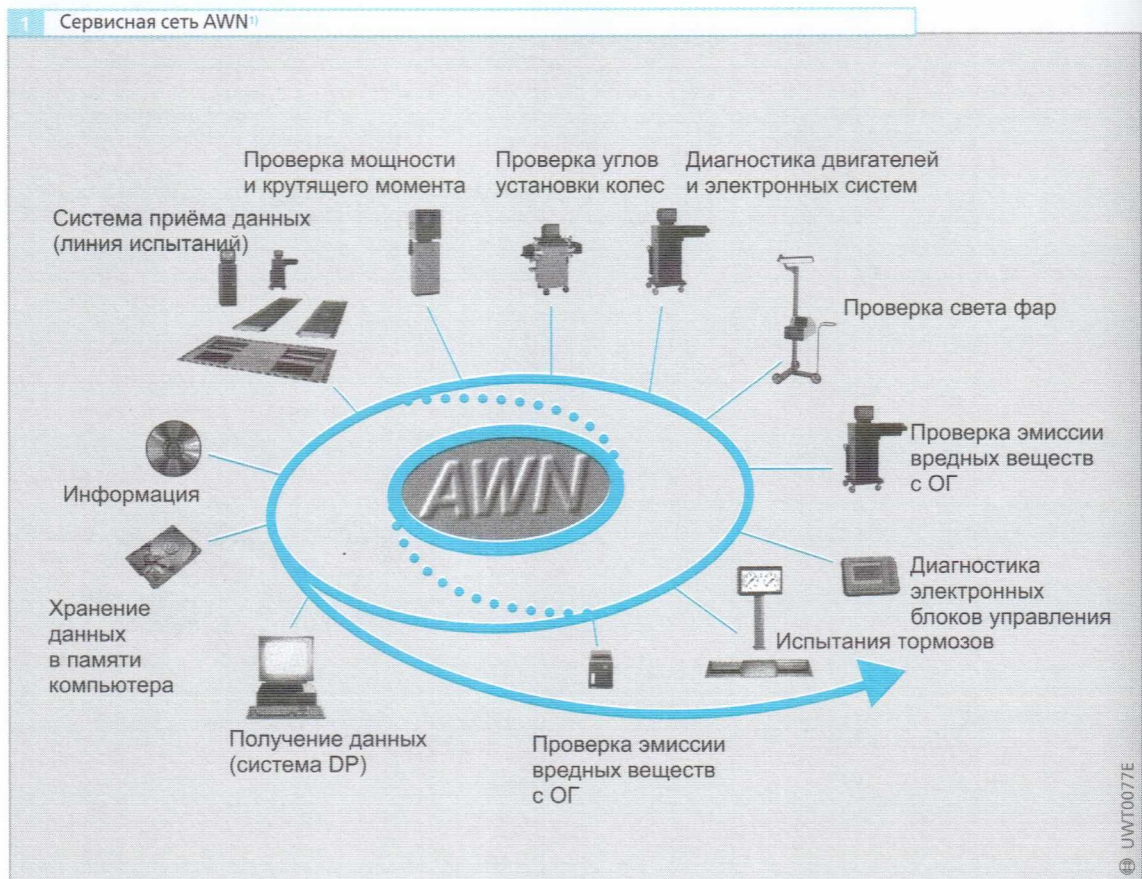 1 Сервисная сеть AWN¹⁾
Проверка мощности
и крутящего момента
Проверка углов
установки колес
Диагностика двигателей
и электронных систем
Система приёма данных
(линия испытаний)
Проверка света фар
Проверка эмиссии
вредных веществ
с ОГ
Информация
AWN
Диагностика
электронных
блоков управления
Хранение
данных
в памяти
компьютера
Испытания тормозов
Получение данных
(система DP)
Проверка эмиссии
вредных веществ
с ОГ
UWT0077E